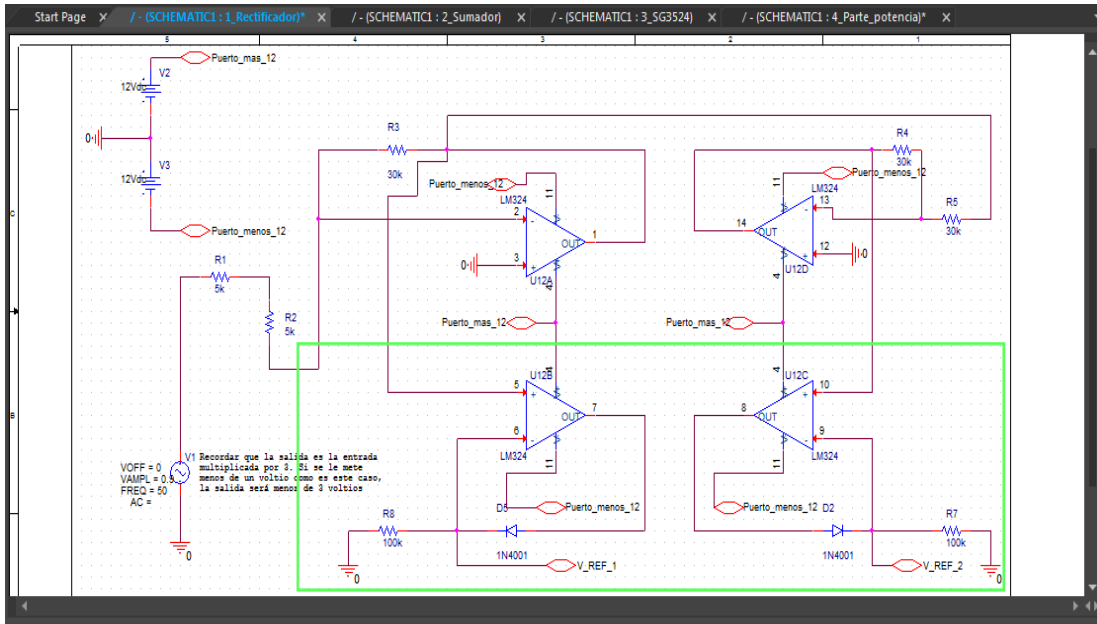 Start Page X
/ - (SCHEMATIC1 : 1_Rectificador)* X
/ - (SCHEMATIC1 : 2_Sumador) X
/ - (SCHEMATIC1 : 3_SG3524) X
/ - (SCHEMATIC1 : 4_Parte_potencia)* X
5 4 3 2 1
C
B
Puerto_mas_12
V2
12Vdc
0
V3
12Vdc
Puerto_menos_12
R1
5k
R2
5k
R3
30k
Puerto_menos_12
11
LM324
2
-
OUT
1
3
+
0
U12A
4
Puerto_mas_12
R4
30k
Puerto_menos_12
11
LM324
13
-
14
OUT
12
+
0
U12D
4
R5
30k
Puerto_mas_12
4
U12B
5
+
OUT
7
6
-
LM324
11
Puerto_menos_12
4
U12C
10
+
8
OUT
9
-
LM324
11
Puerto_menos_12
V1
VOFF = 0
VAMPL = 0.9
FREQ = 50
AC =
0
Recordar que la salida es la entrada
multiplicada por 3. Si se le mete
menos de un voltio como es este caso,
la salida será menos de 3 voltios
R8
100k
0
D5
1N4001
V_REF_1
D2
1N4001
R7
100k
V_REF_2
0